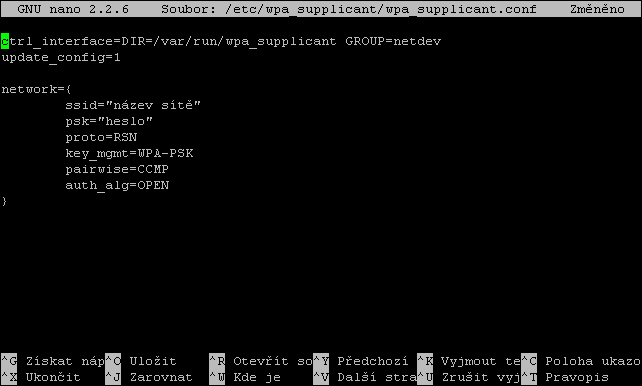 GNU nano 2.2.6 Soubor: /etc/wpa_supplicant/wpa_supplicant.conf Změněno
ctrl_interface=DIR=/var/run/wpa_supplicant GROUP=netdev
update_config=1
network={
ssid="název sítě"
psk="heslo"
proto=RSN
key_mgmt=WPA-PSK
pairwise=CCMP
auth_alg=OPEN
}
^G Získat náp^O Uložit ^R Otevřít so^Y Předchozí ^K Vyjmout te^C Poloha ukazo
^X Ukončit ^J Zarovnat ^W Kde je ^V Další stra^U Zrušit vyj^T Pravopis